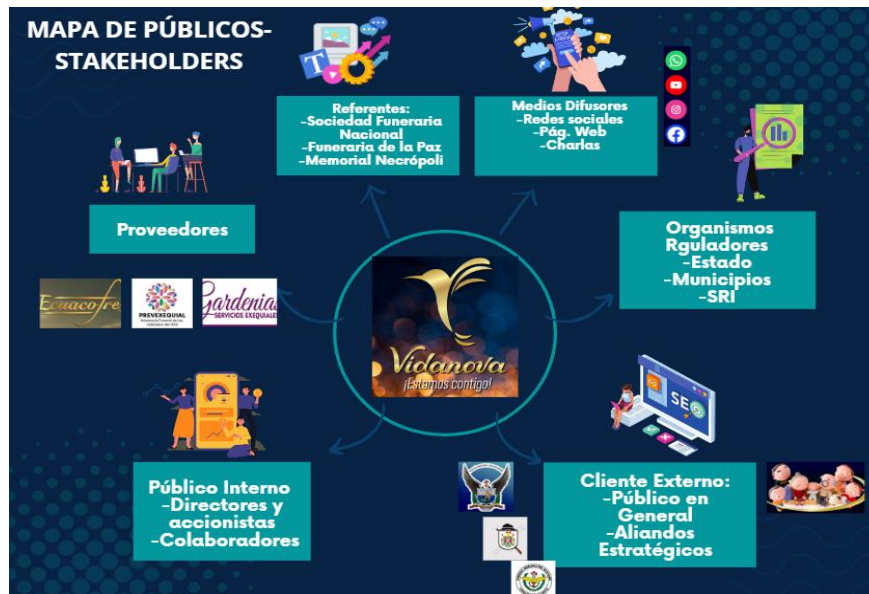 MAPA DE PÚBLICOS-
STAKEHOLDERS
Referentes:
-Sociedad Funeraria
Nacional
-Funeraria de la Paz
-Memorial Necrópoli
Medios Difusores
-Redes sociales
-Pág. Web
-Charlas
Proveedores
Ecuacofre
PREVEXEQUIAL
Gardenias
SERVICIOS EXEQUIALES
Organismos
Rguladores
-Estado
-Municipios
-SRI
Vidanova
¡Estamos contigo!
SEO
Público Interno
-Directores y
accionistas
-Colaboradores
Cliente Externo:
-Público en
General
-Aliandos
Estratégicos